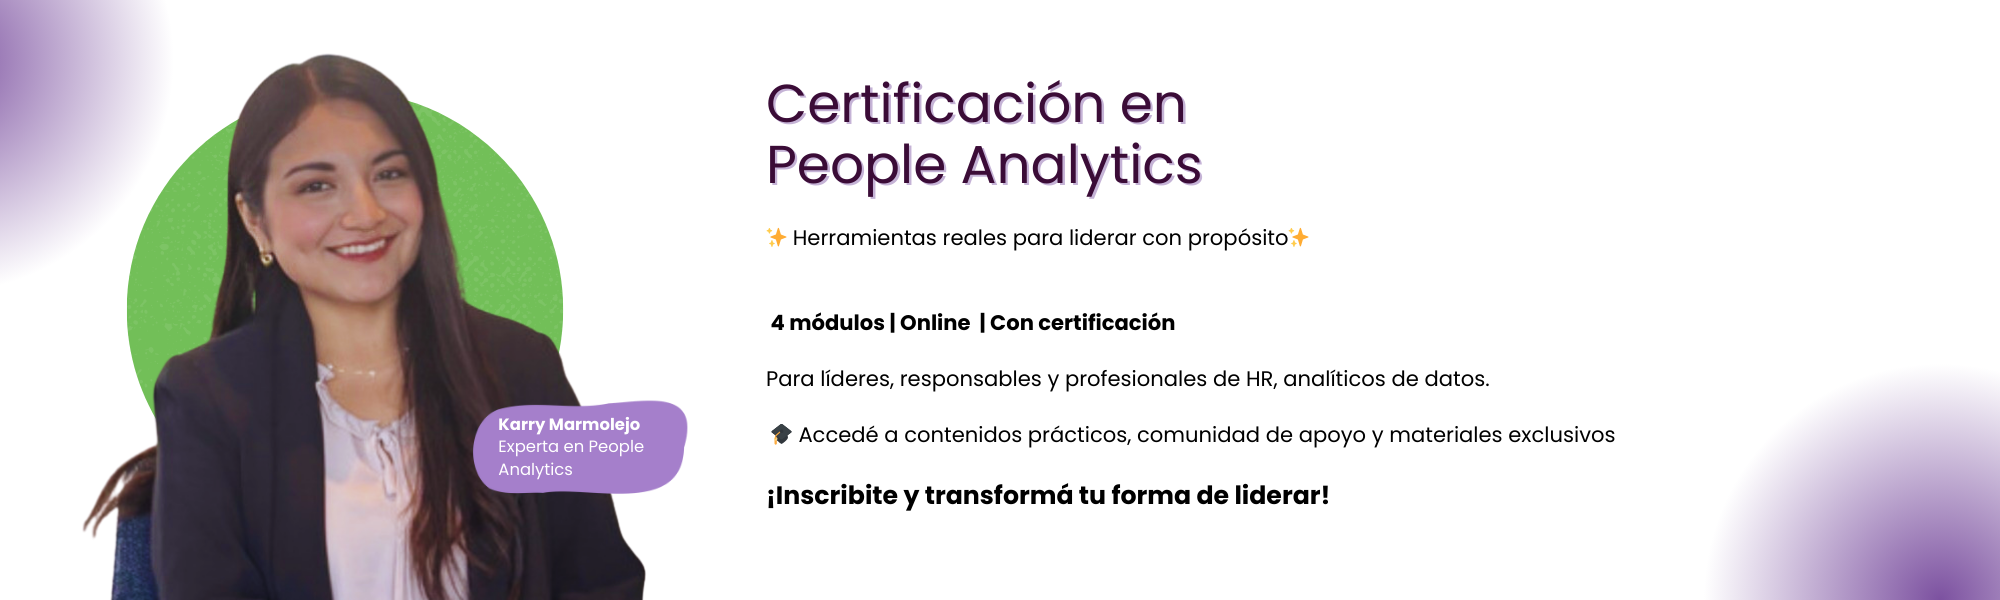 Certificación en
People Analytics
✨ Herramientas reales para liderar con propósito✨
4 módulos | Online | Con certificación
Para líderes, responsables y profesionales de HR, analíticos de datos.
🎓 Accedé a contenidos prácticos, comunidad de apoyo y materiales exclusivos
¡Inscribite y transformá tu forma de liderar!
Karry Marmolejo
Experta en People
Analytics